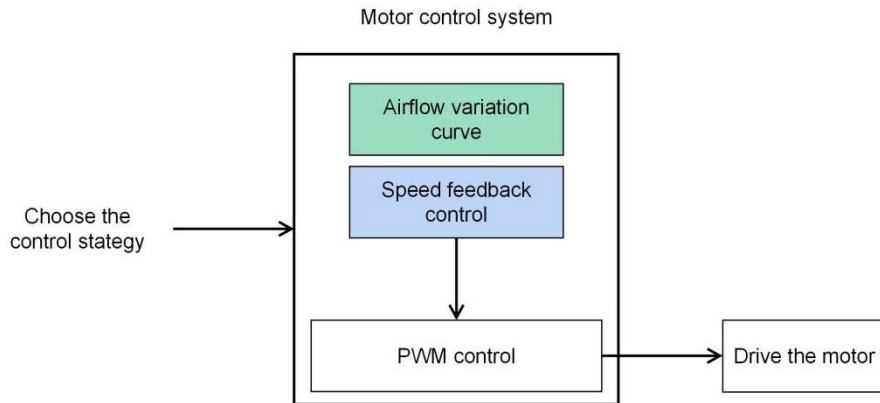 Motor control system
Airflow variation
curve
Speed feedback
control
Choose the
control stategy
PWM control
Drive the motor